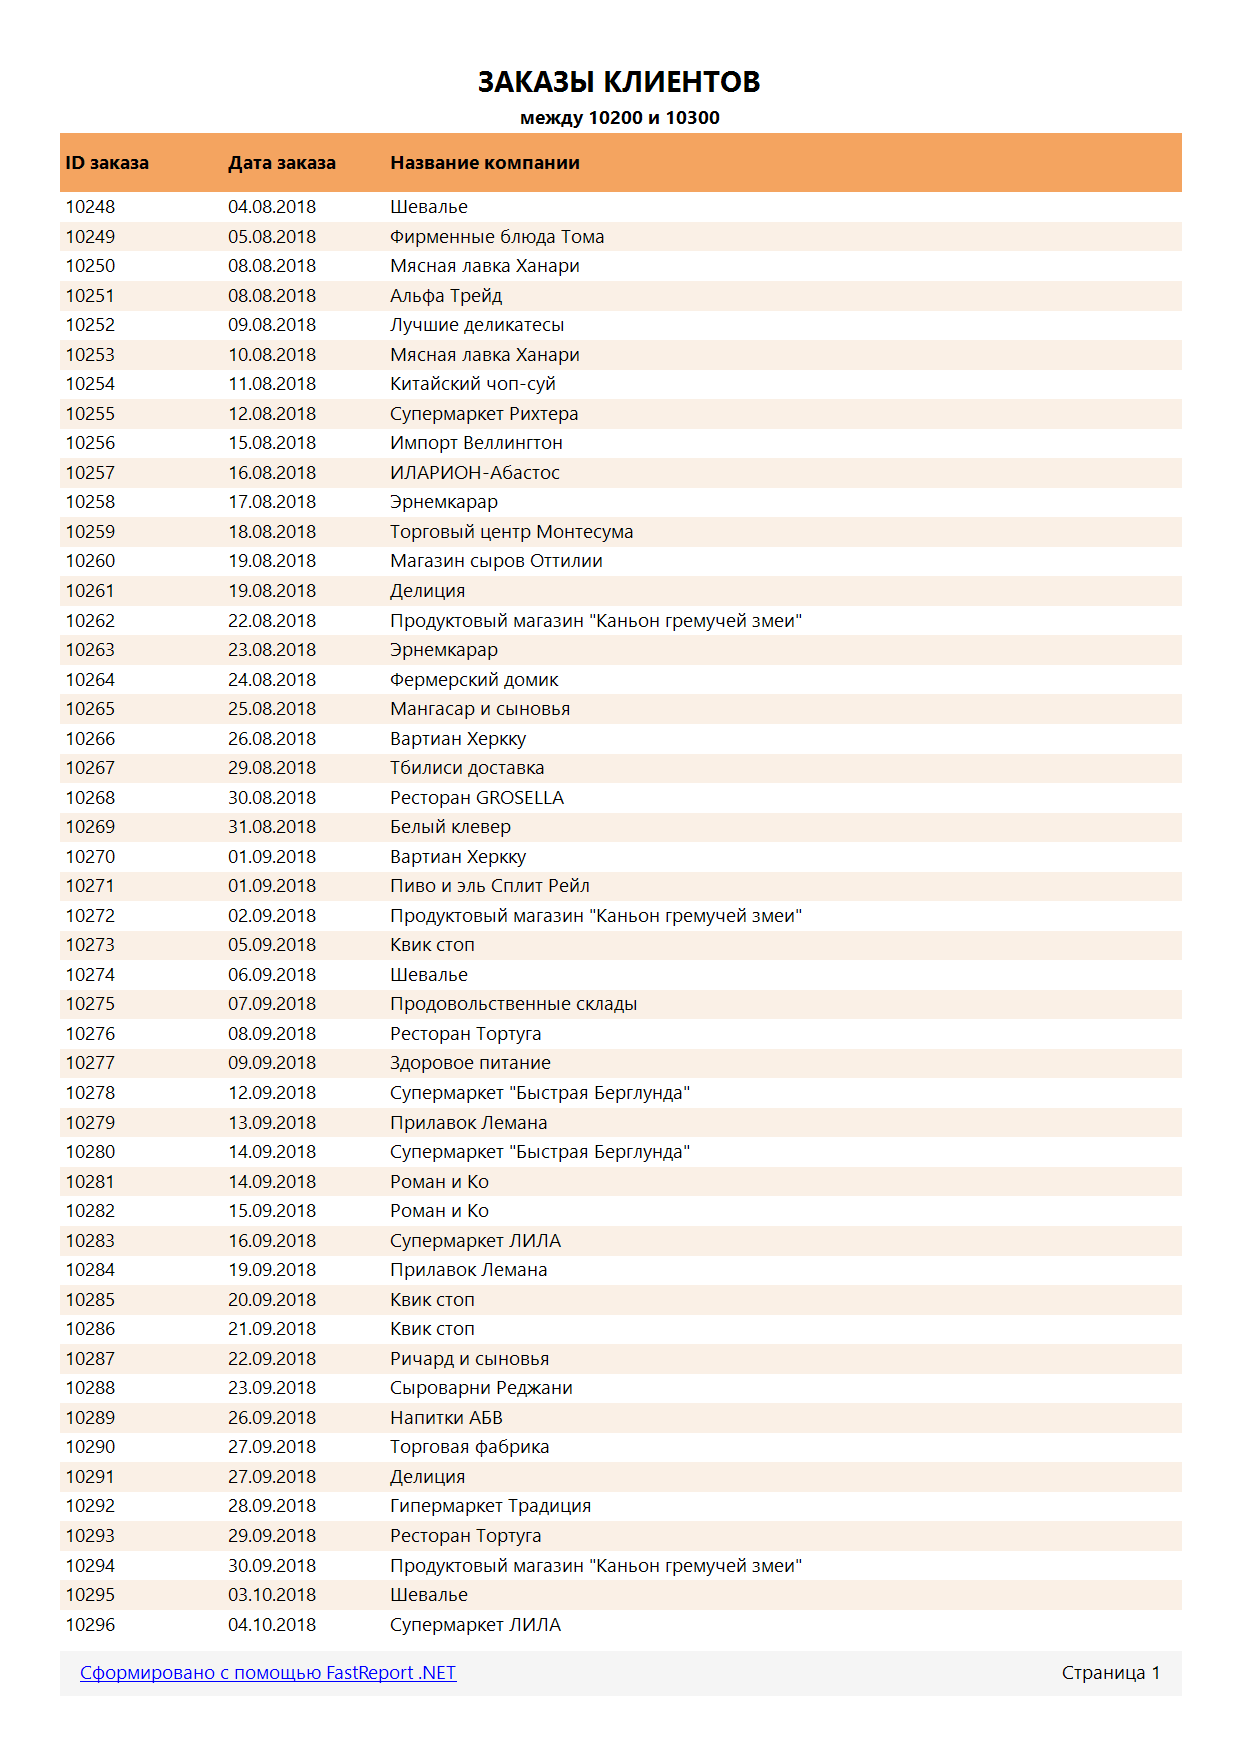 ЗАКАЗЫ КЛИЕНТОВ
между 10200 и 10300
ID заказа Дата заказа Название компании
10248 04.08.2018 Шевалье
10249 05.08.2018 Фирменные блюда Тома
10250 08.08.2018 Мясная лавка Ханари
10251 08.08.2018 Альфа Трейд
10252 09.08.2018 Лучшие деликатесы
10253 10.08.2018 Мясная лавка Ханари
10254 11.08.2018 Китайский чоп-суй
10255 12.08.2018 Супермаркет Рихтера
10256 15.08.2018 Импорт Веллингтон
10257 16.08.2018 ИЛАРИОН-Абастос
10258 17.08.2018 Эрнемкарар
10259 18.08.2018 Торговый центр Монтесума
10260 19.08.2018 Магазин сыров Оттилии
10261 19.08.2018 Делиция
10262 22.08.2018 Продуктовый магазин "Каньон гремучей змеи"
10263 23.08.2018 Эрнемкарар
10264 24.08.2018 Фермерский домик
10265 25.08.2018 Мангасар и сыновья
10266 26.08.2018 Вартиан Херкку
10267 29.08.2018 Тбилиси доставка
10268 30.08.2018 Ресторан GROSELLA
10269 31.08.2018 Белый клевер
10270 01.09.2018 Вартиан Херкку
10271 01.09.2018 Пиво и эль Сплит Рейл
10272 02.09.2018 Продуктовый магазин "Каньон гремучей змеи"
10273 05.09.2018 Квик стоп
10274 06.09.2018 Шевалье
10275 07.09.2018 Продовольственные склады
10276 08.09.2018 Ресторан Тортуга
10277 09.09.2018 Здоровое питание
10278 12.09.2018 Супермаркет "Быстрая Берглунда"
10279 13.09.2018 Прилавок Лемана
10280 14.09.2018 Супермаркет "Быстрая Берглунда"
10281 14.09.2018 Роман и Ко
10282 15.09.2018 Роман и Ко
10283 16.09.2018 Супермаркет ЛИЛА
10284 19.09.2018 Прилавок Лемана
10285 20.09.2018 Квик стоп
10286 21.09.2018 Квик стоп
10287 22.09.2018 Ричард и сыновья
10288 23.09.2018 Сыроварни Реджани
10289 26.09.2018 Напитки АБВ
10290 27.09.2018 Торговая фабрика
10291 27.09.2018 Делиция
10292 28.09.2018 Гипермаркет Традиция
10293 29.09.2018 Ресторан Тортуга
10294 30.09.2018 Продуктовый магазин "Каньон гремучей змеи"
10295 03.10.2018 Шевалье
10296 04.10.2018 Супермаркет ЛИЛА
Сформировано с помощью FastReport .NET Страница 1